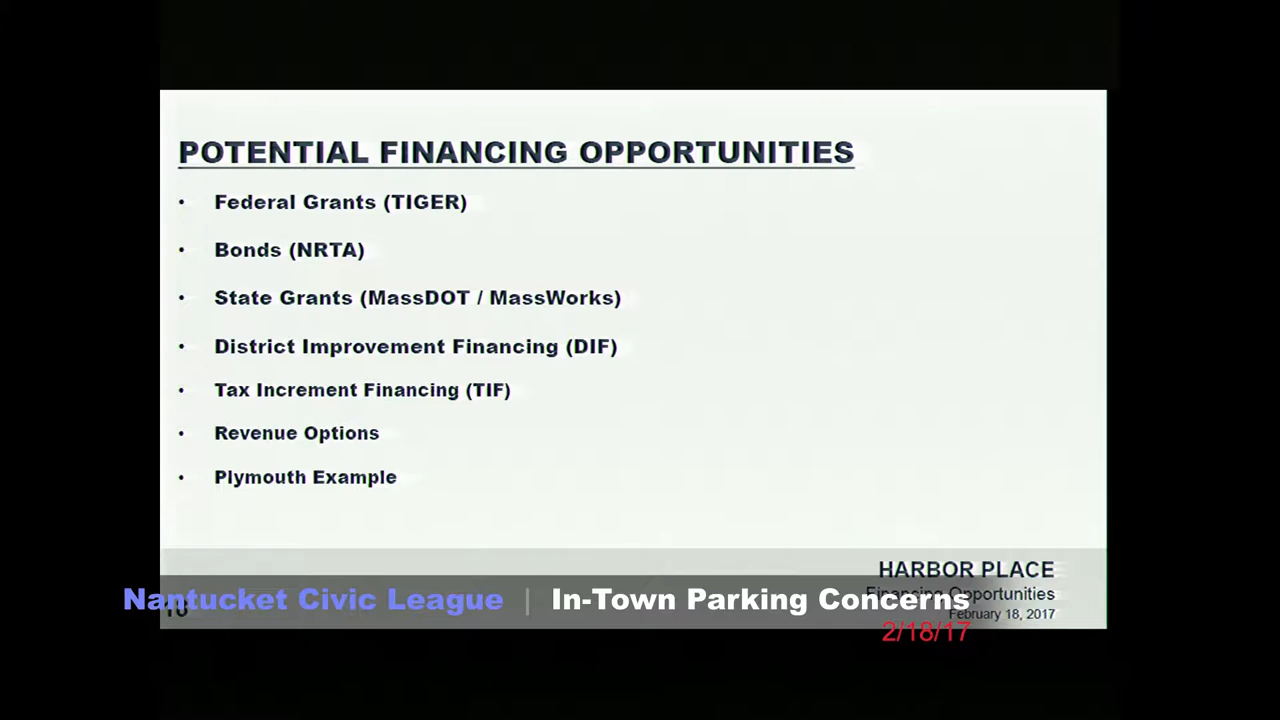 POTENTIAL FINANCING OPPORTUNITIES
• Federal Grants (TIGER)
• Bonds (NRTA)
• State Grants (MassDOT / MassWorks)
• District Improvement Financing (DIF)
• Tax Increment Financing (TIF)
• Revenue Options
• Plymouth Example
HARBOR PLACE
Financing Opportunities
February 18, 2017
Nantucket Civic League | In-Town Parking Concerns
2/18/17